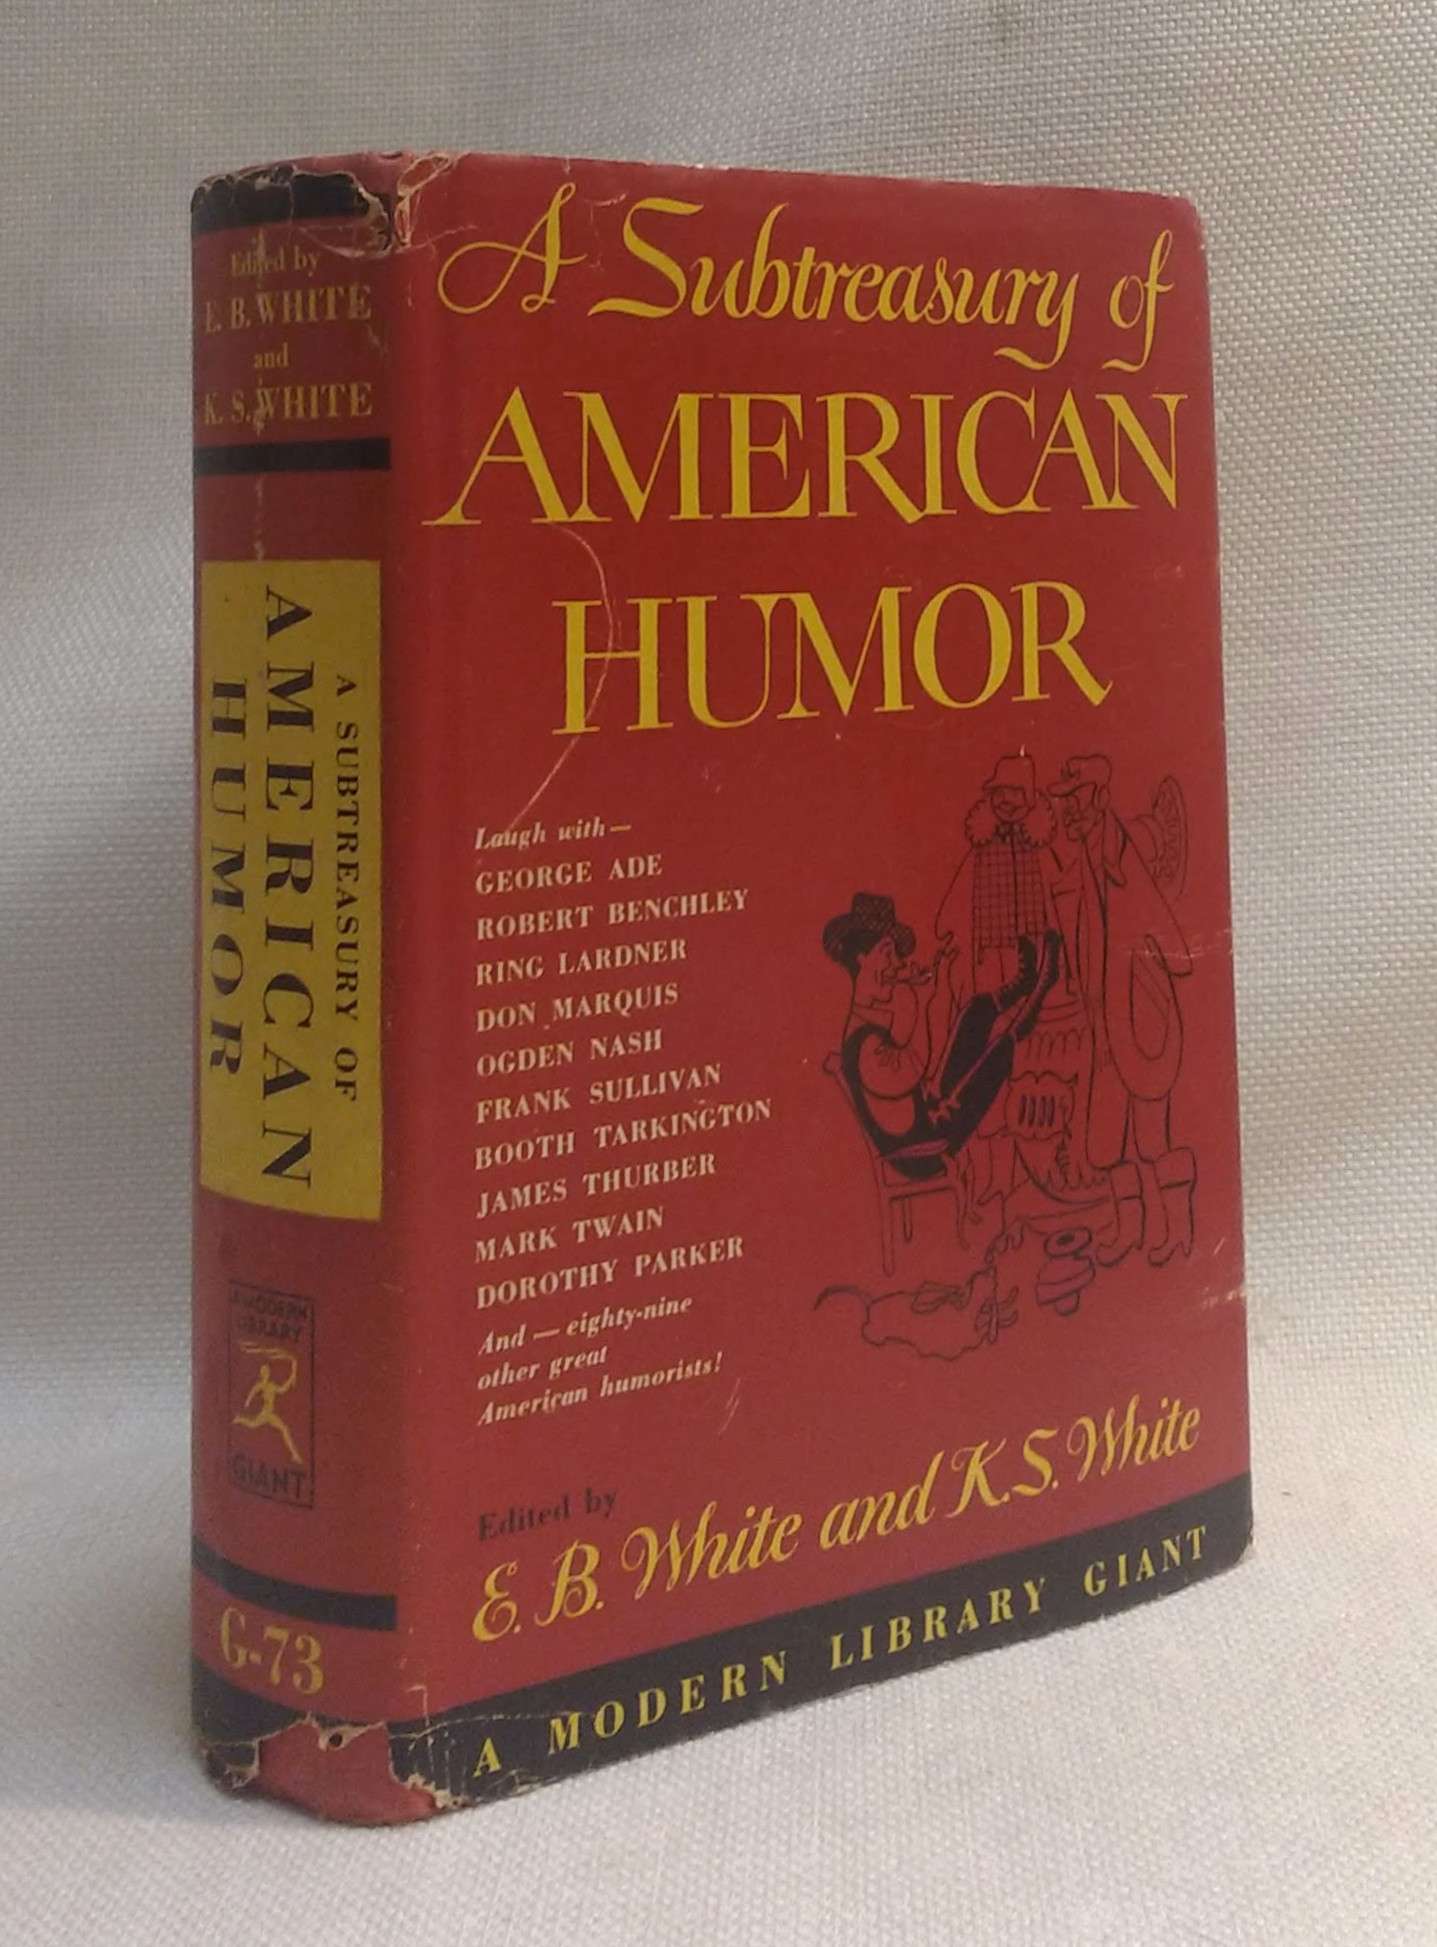 Edited by
E. B. WHITE
and
K. S. WHITE
A SUBTREASURY OF
AMERICAN
HUMOR
A MODERN
LIBRARY
GIANT
G-73
A Subtreasury of
AMERICAN
HUMOR
Laugh with—
GEORGE ADE
ROBERT BENCHLEY
RING LARDNER
DON MARQUIS
OGDEN NASH
FRANK SULLIVAN
BOOTH TARKINGTON
JAMES THURBER
MARK TWAIN
DOROTHY PARKER
And — eighty-nine
other great
American humorists!
Edited by
E. B. White and K. S. White
A MODERN LIBRARY GIANT